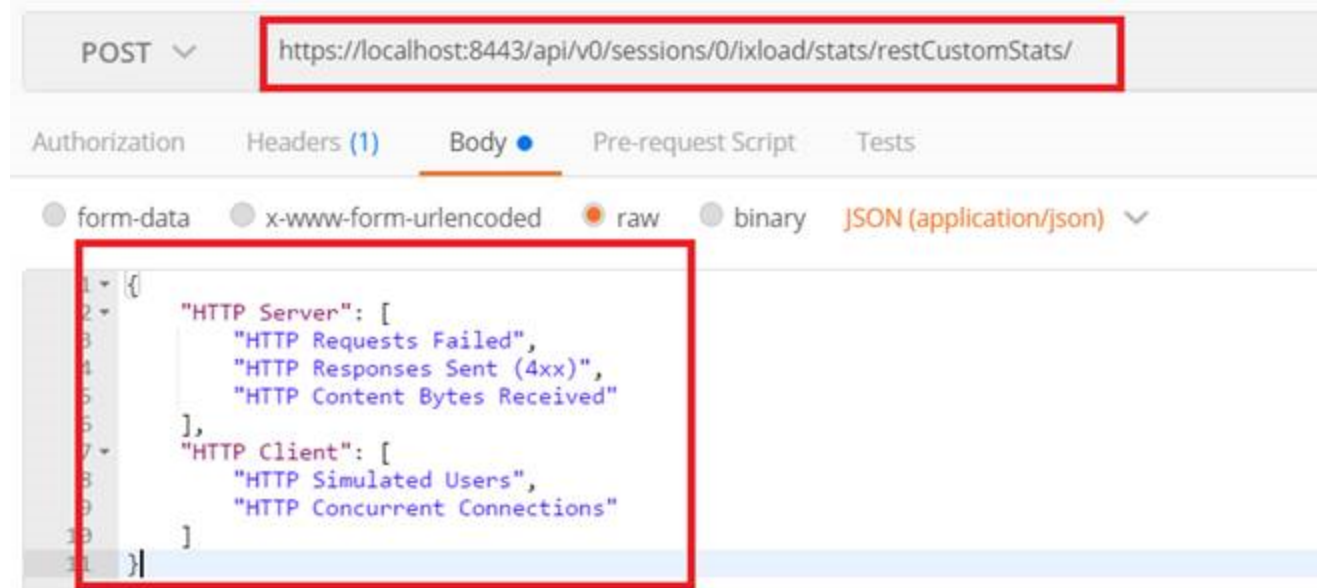 POST https://localhost:8443/api/v0/sessions/0/ixload/stats/restCustomStats/
Authorization Headers (1) Body Pre-request Script Tests
form-data x-www-form-urlencoded raw binary JSON (application/json)
1 {
2 "HTTP Server": [
3 "HTTP Requests Failed",
4 "HTTP Responses Sent (4xx)",
5 "HTTP Content Bytes Received"
6 ],
7 "HTTP Client": [
8 "HTTP Simulated Users",
9 "HTTP Concurrent Connections"
10 ]
11 }